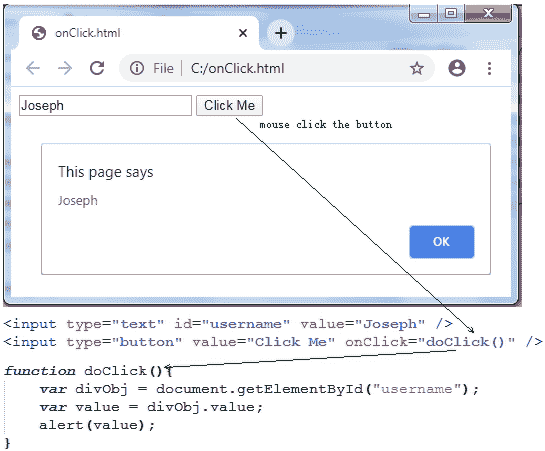 onClick.html
File | C:/onClick.html
Joseph Click Me
mouse click the button
This page says
Joseph
OK
<input type="text" id="username" value="Joseph" />
<input type="button" value="Click Me" onClick="doClick()" />
function doClick(){
    var divObj = document.getElementById("username");
    var value = divObj.value;
    alert(value);
}